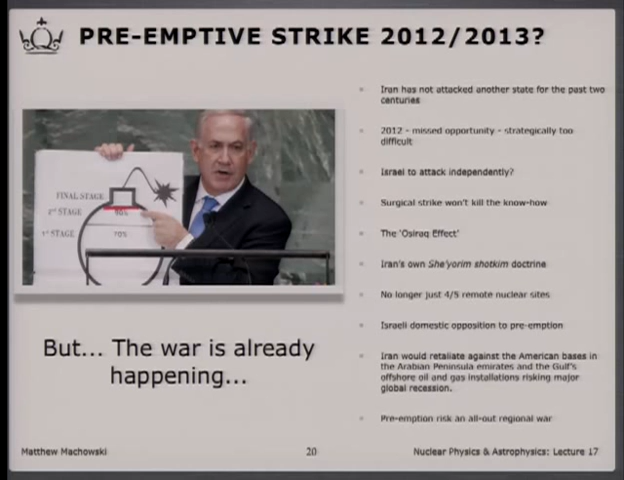 PRE-EMPTIVE STRIKE 2012/2013?
FINAL STAGE
2nd STAGE 90%
1st STAGE 70%
But... The war is already
happening...
Iran has not attacked another state for the past two
centuries
2012 - missed opportunity - strategically too
difficult
Israel to attack independently?
Surgical strike won't kill the know-how
The 'Osiraq Effect'
Iran's own She'yorim shotkim doctrine
No longer just 4/5 remote nuclear sites
Israeli domestic opposition to pre-emption
Iran would retaliate against the American bases in
the Arabian Peninsula emirates and the Gulf's
offshore oil and gas installations risking major
global recession.
Pre-emption risk an all-out regional war
Matthew Machowski
20
Nuclear Physics & Astrophysics: Lecture 17